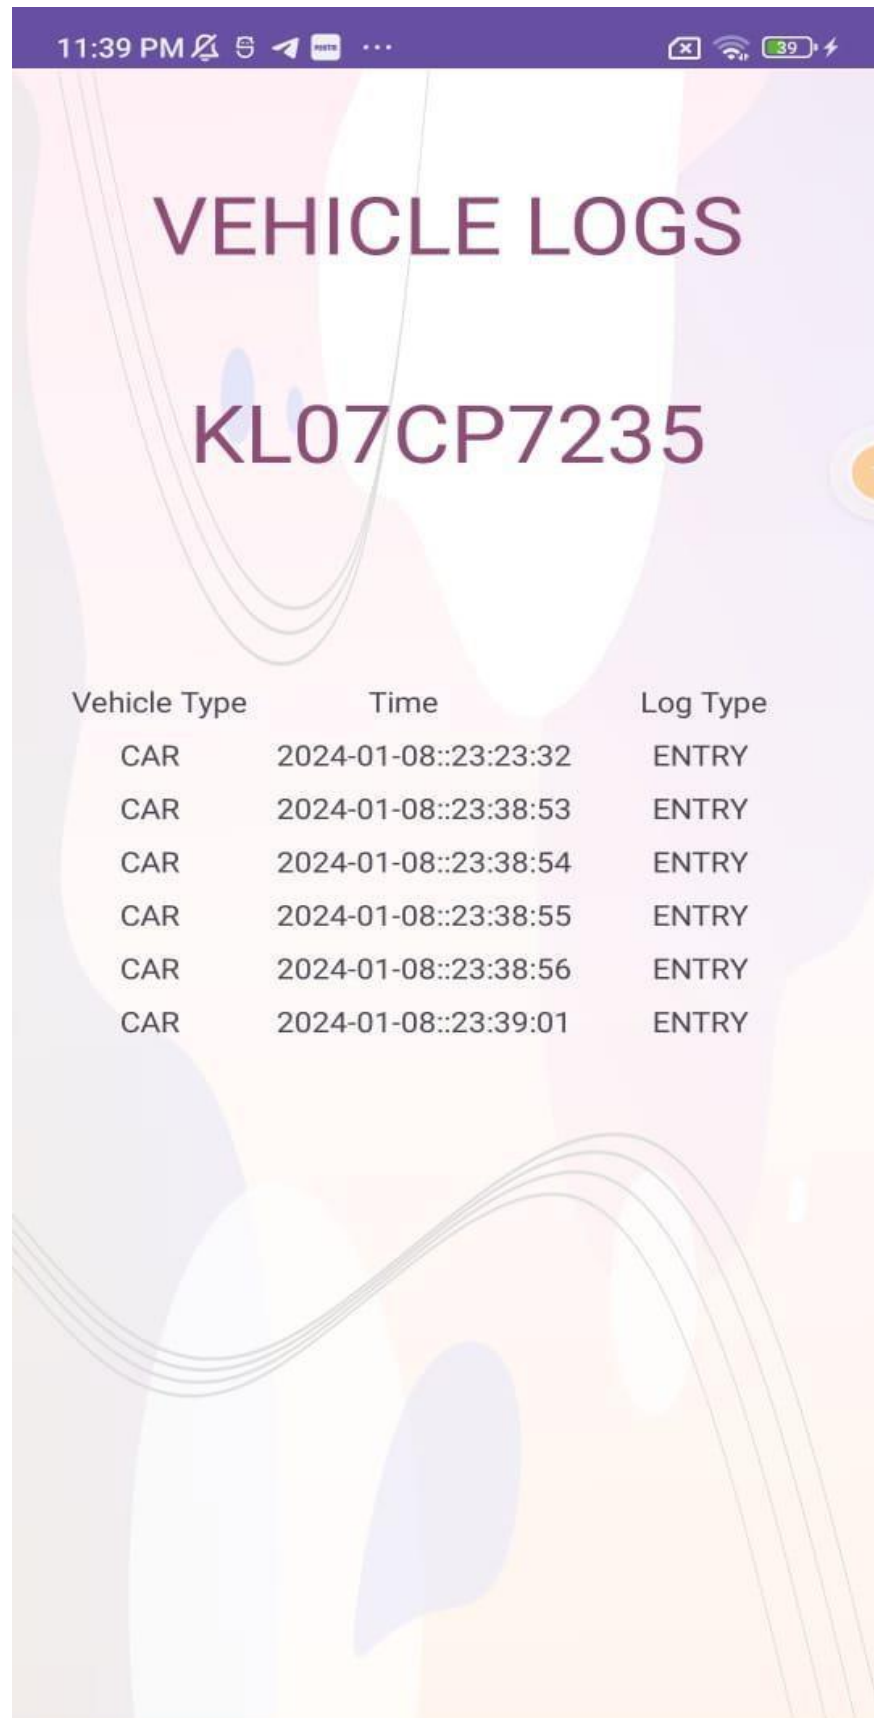 11:39 PM 39
VEHICLE LOGS
KL07CP7235
Vehicle Type Time Log Type
CAR 2024-01-08::23:23:32 ENTRY
CAR 2024-01-08::23:38:53 ENTRY
CAR 2024-01-08::23:38:54 ENTRY
CAR 2024-01-08::23:38:55 ENTRY
CAR 2024-01-08::23:38:56 ENTRY
CAR 2024-01-08::23:39:01 ENTRY